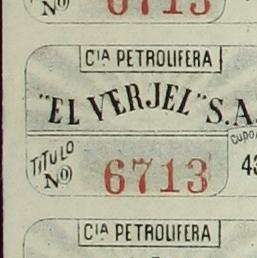 Nº 6713
CIA PETROLIFERA
"EL VERJEL" S.A.
CUPO
TITULO Nº 6713 43
CIA PETROLIFERA